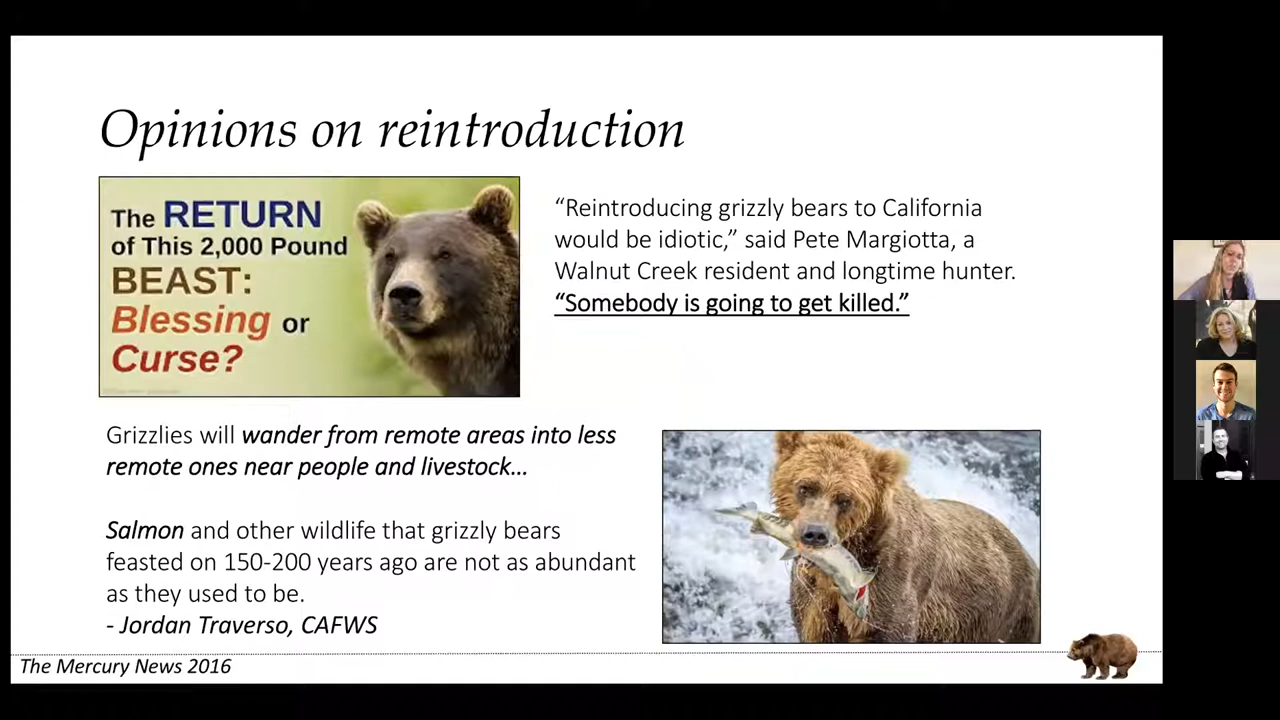 Opinions on reintroduction
The RETURN
of This 2,000 Pound
BEAST:
Blessing or
Curse?
“Reintroducing grizzly bears to California
would be idiotic,” said Pete Margiotta, a
Walnut Creek resident and longtime hunter.
“Somebody is going to get killed.”
Grizzlies will wander from remote areas into less
remote ones near people and livestock...
Salmon and other wildlife that grizzly bears
feasted on 150-200 years ago are not as abundant
as they used to be.
- Jordan Traverso, CAFWS
The Mercury News 2016